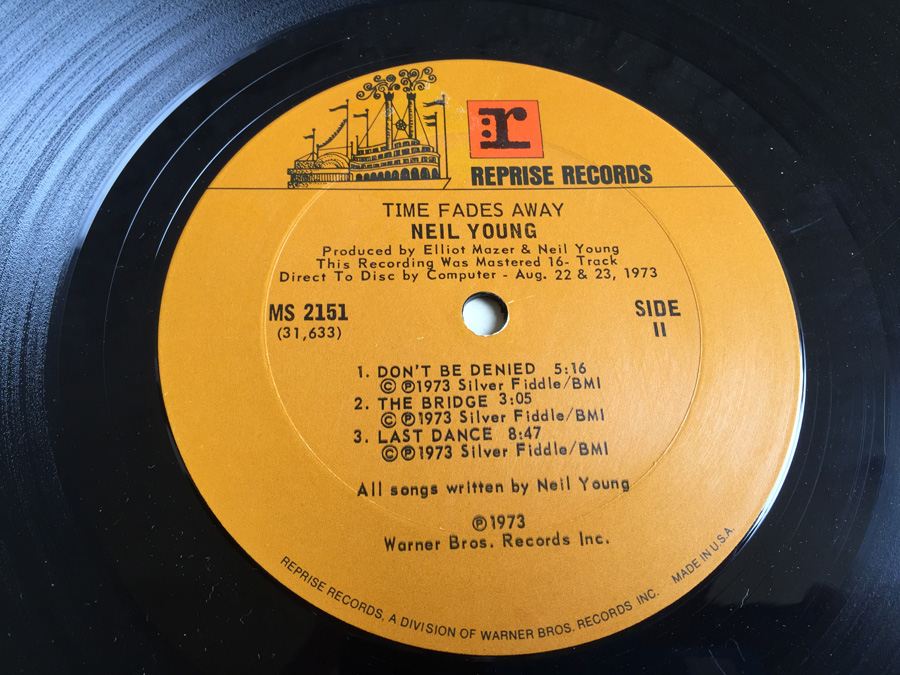 r
REPRISE RECORDS
TIME FADES AWAY
NEIL YOUNG
Produced by Elliot Mazer & Neil Young
This Recording Was Mastered 16- Track
Direct To Disc by Computer - Aug. 22 & 23, 1973
MS 2151
(31,633)
SIDE
II
1. DON'T BE DENIED 5:16
©℗1973 Silver Fiddle/BMI
2. THE BRIDGE 3:05
©℗1973 Silver Fiddle/BMI
3. LAST DANCE 8:47
©℗1973 Silver Fiddle/BMI
All songs written by Neil Young
℗1973
Warner Bros. Records Inc.
REPRISE RECORDS, A DIVISION OF WARNER BROS. RECORDS INC. MADE IN U.S.A.